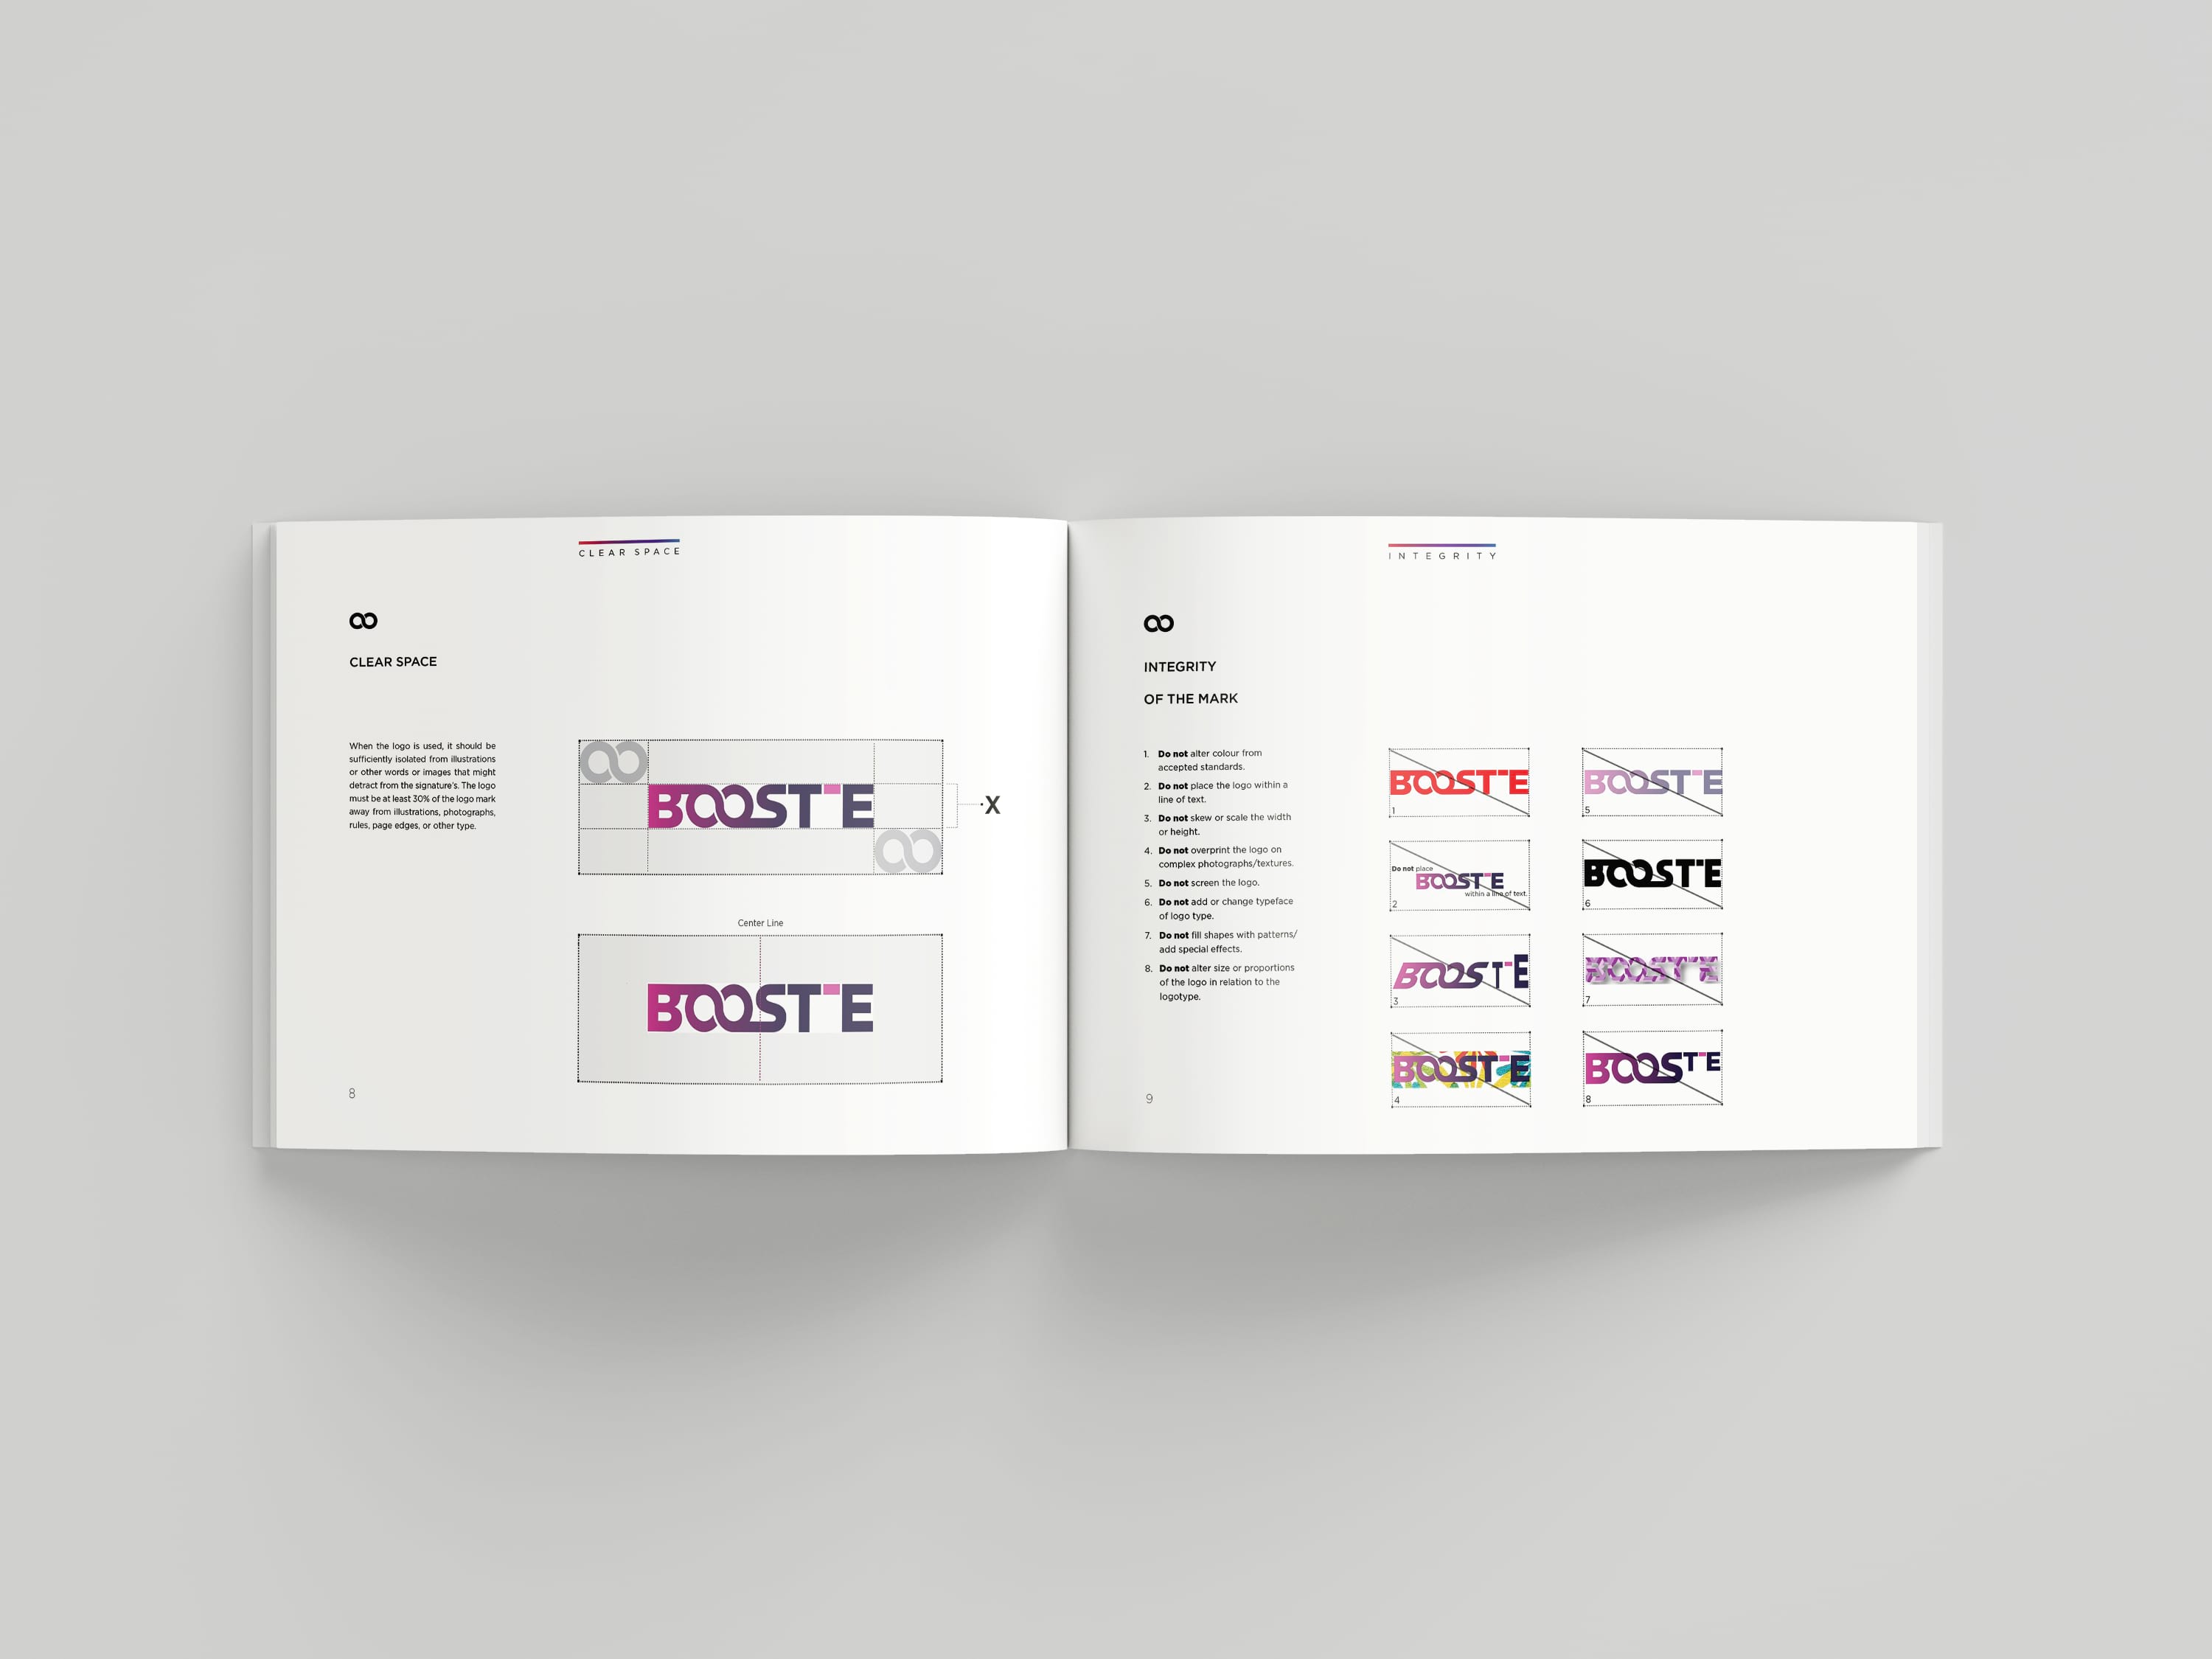 CLEAR SPACE
CLEAR SPACE
When the logo is used, it should be
sufficiently isolated from illustrations
or other words or images that might
detract from the signature's. The logo
must be at least 30% of the logo mark
away from illustrations, photographs,
rules, page edges, or other type.
BOOSTE
X
Center Line
BOOSTE
8
INTEGRITY
INTEGRITY
OF THE MARK
1. Do not alter colour from
accepted standards.
2. Do not place the logo within a
line of text.
3. Do not skew or scale the width
or height.
4. Do not overprint the logo on
complex photographs/textures.
5. Do not screen the logo.
6. Do not add or change typeface
of logo type.
7. Do not fill shapes with patterns/
add special effects.
8. Do not alter size or proportions
of the logo in relation to the
logotype.
BOOSTE
1
Do not place
BOOSTE
within a line of text.
2
BOOSTE
3
BOOSTE
4
BOOSTE
5
BOOSTE
6
BOOSTE
7
BOOSTE
8
9